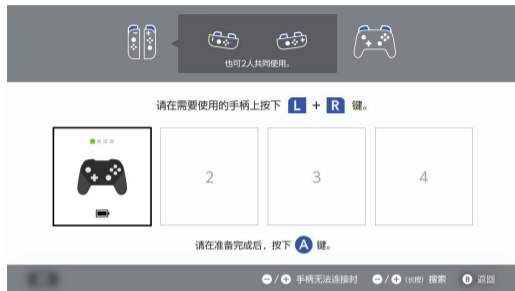 也可2人共同使用。
请在需要使用的手柄上按下 L + R 键。
2
3
4
请在准备完成后，按下 A 键。
⊖/⊕ 手柄无法连接时 ⊖/⊕ (长按) 搜索 B 返回